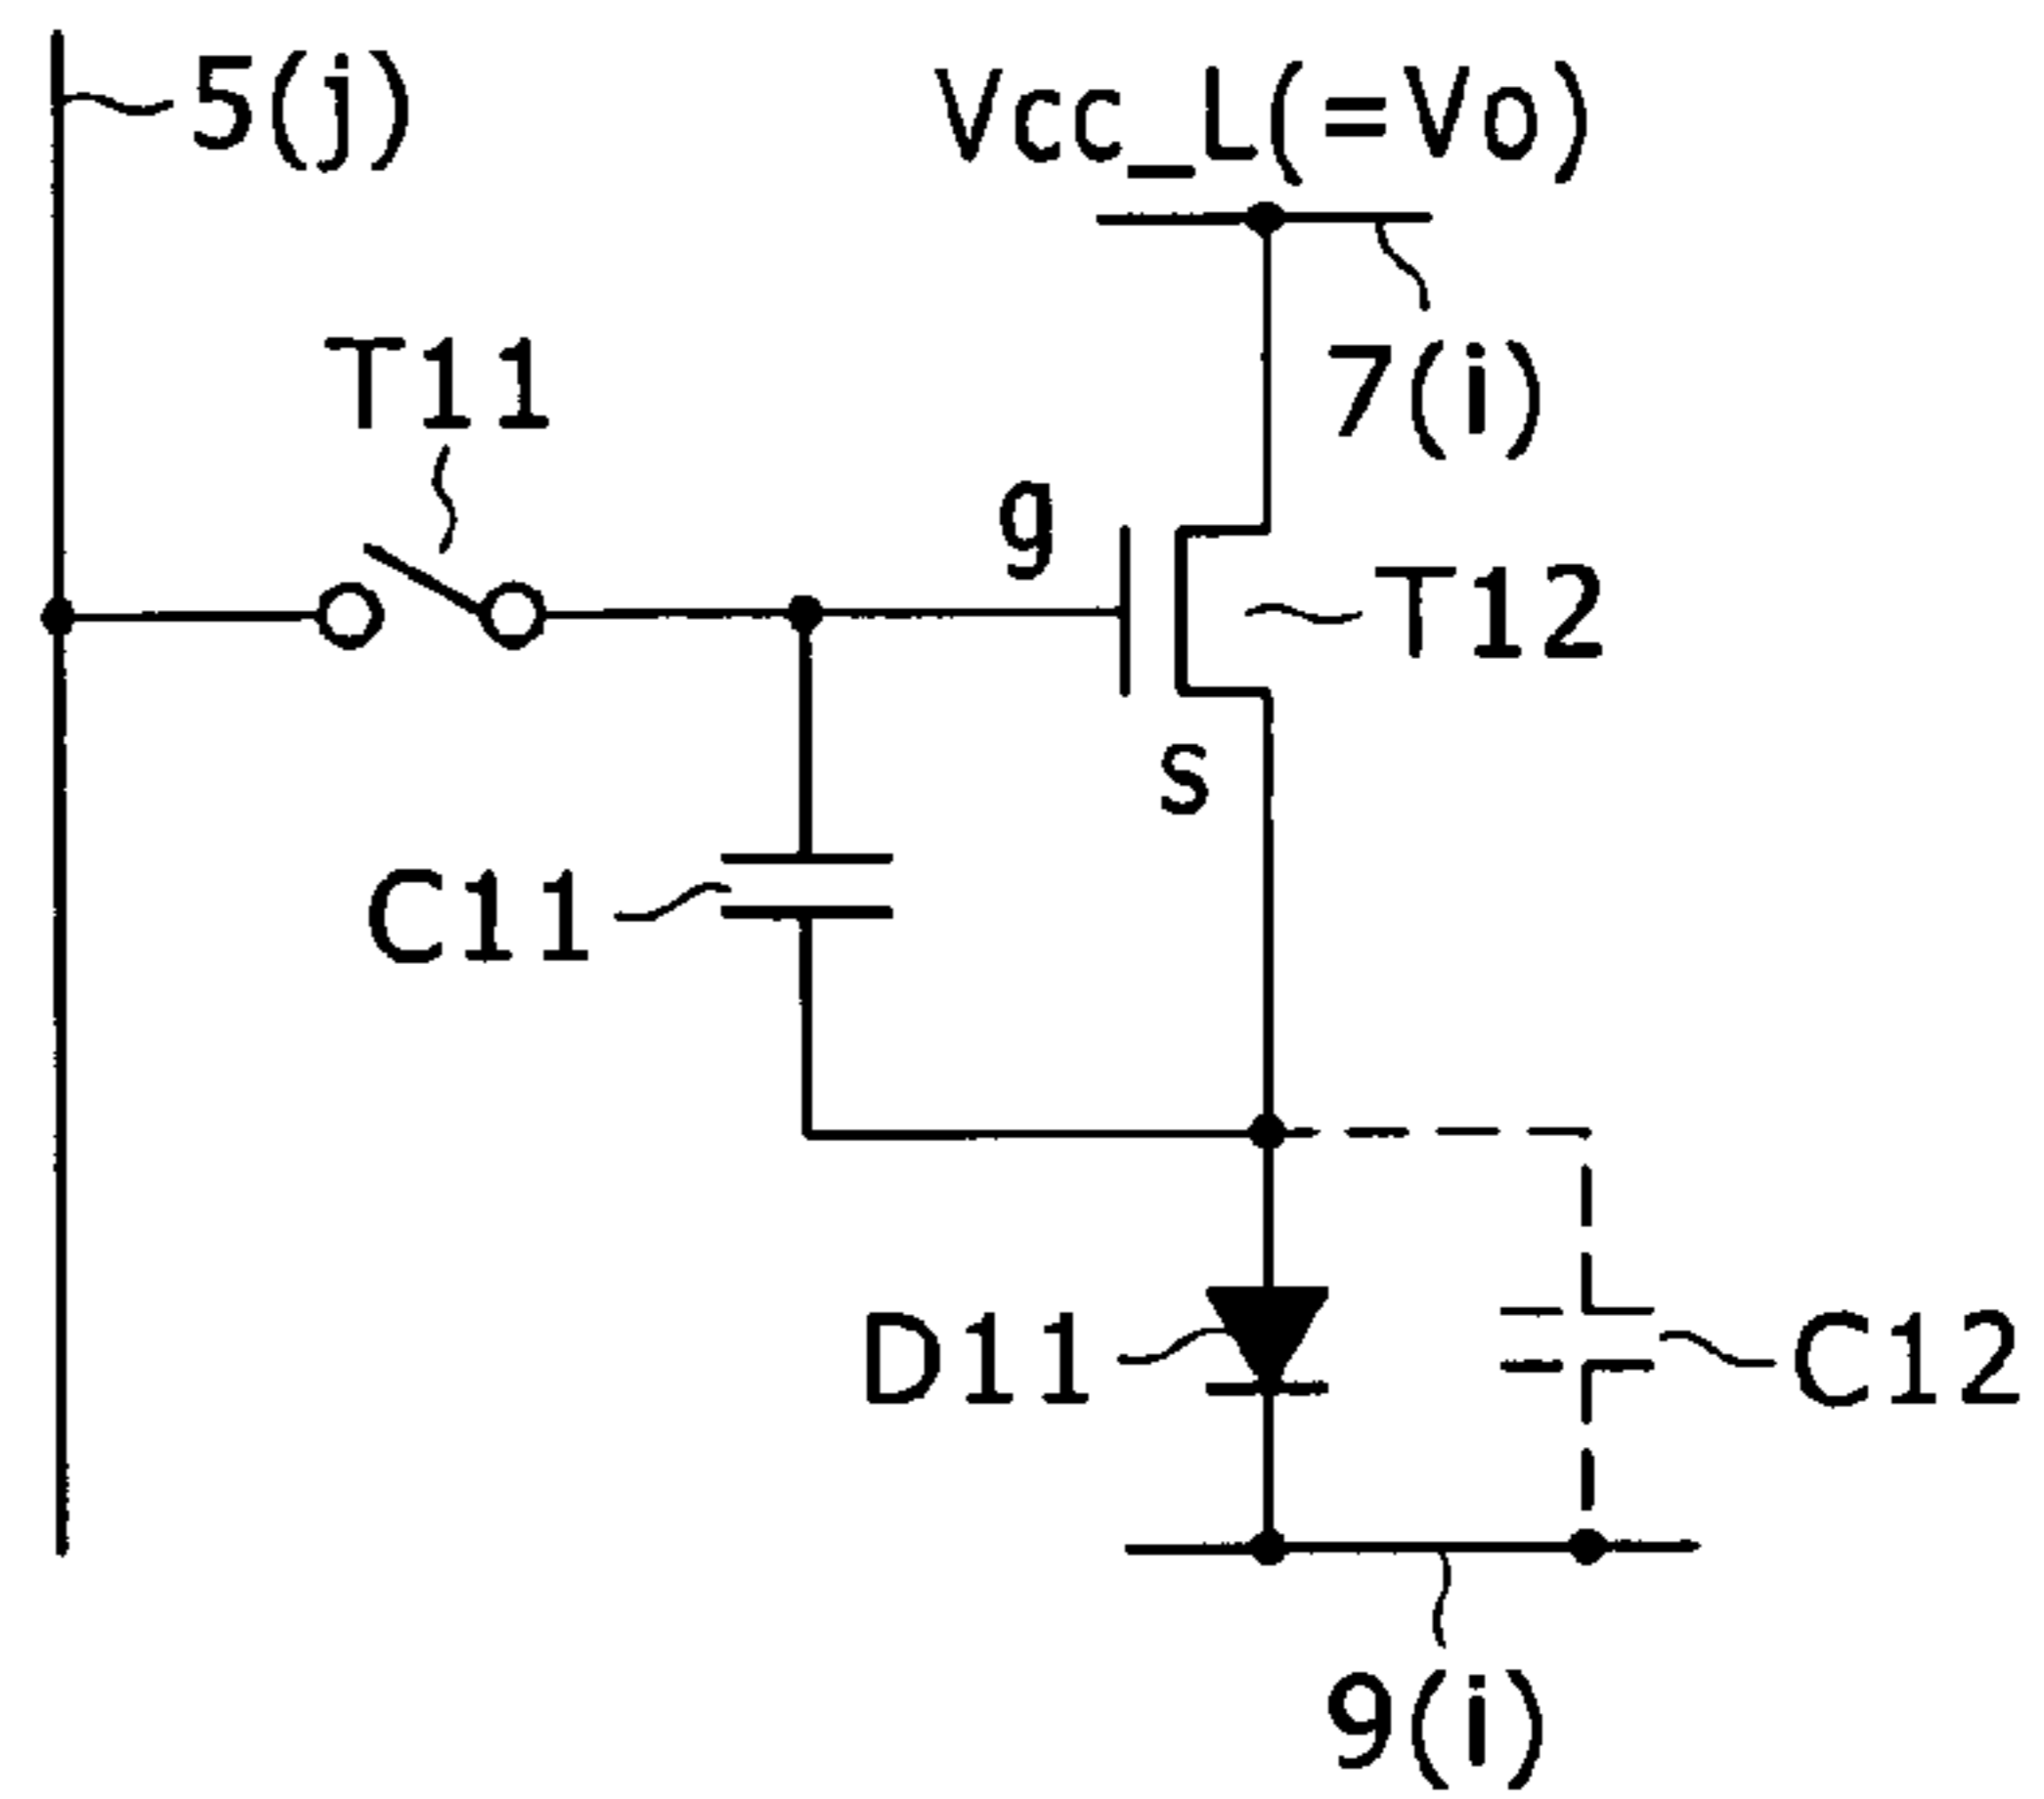 5(j)
Vcc_L(=Vo)
7(i)
T11
g
T12
s
C11
D11
C12
9(i)